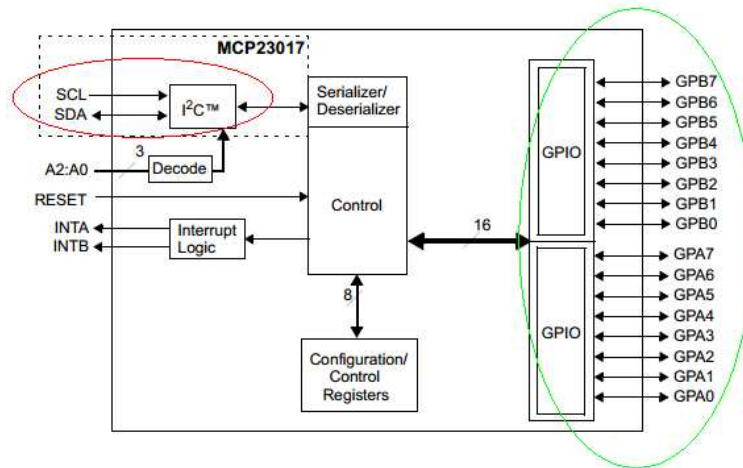 MCP23017
SCL
SDA
I²C™
Serializer/
Deserializer
A2:A0
3
Decode
RESET
Control
INTA
INTB
Interrupt
Logic
16
8
Configuration/
Control
Registers
GPIO
GPB7
GPB6
GPB5
GPB4
GPB3
GPB2
GPB1
GPB0
GPIO
GPA7
GPA6
GPA5
GPA4
GPA3
GPA2
GPA1
GPA0